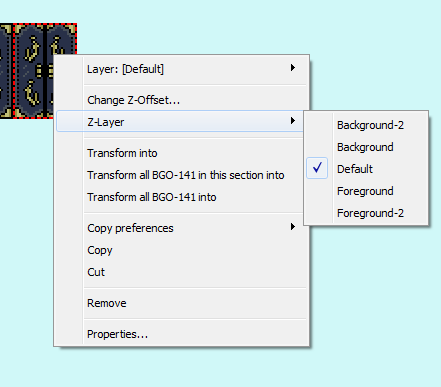 Layer: [Default]
Change Z-Offset...
Z-Layer
Background-2
Background
Default
Foreground
Foreground-2
Transform into
Transform all BGO-141 in this section into
Transform all BGO-141 into
Copy preferences
Copy
Cut
Remove
Properties...